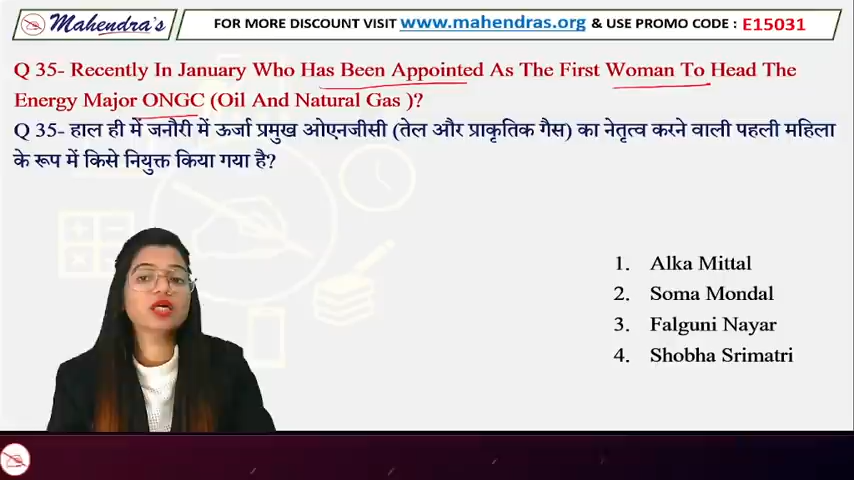 Mahendra's
FOR MORE DISCOUNT VISIT www.mahendras.org & USE PROMO CODE : E15031
Q 35- Recently In January Who Has Been Appointed As The First Woman To Head The
Energy Major ONGC (Oil And Natural Gas )?
Q 35- हाल ही में जनौरी में ऊर्जा प्रमुख ओएनजीसी (तेल और प्राकृतिक गैस) का नेतृत्व करने वाली पहली महिला
के रूप में किसे नियुक्त किया गया है?
1. Alka Mittal
2. Soma Mondal
3. Falguni Nayar
4. Shobha Srimatri